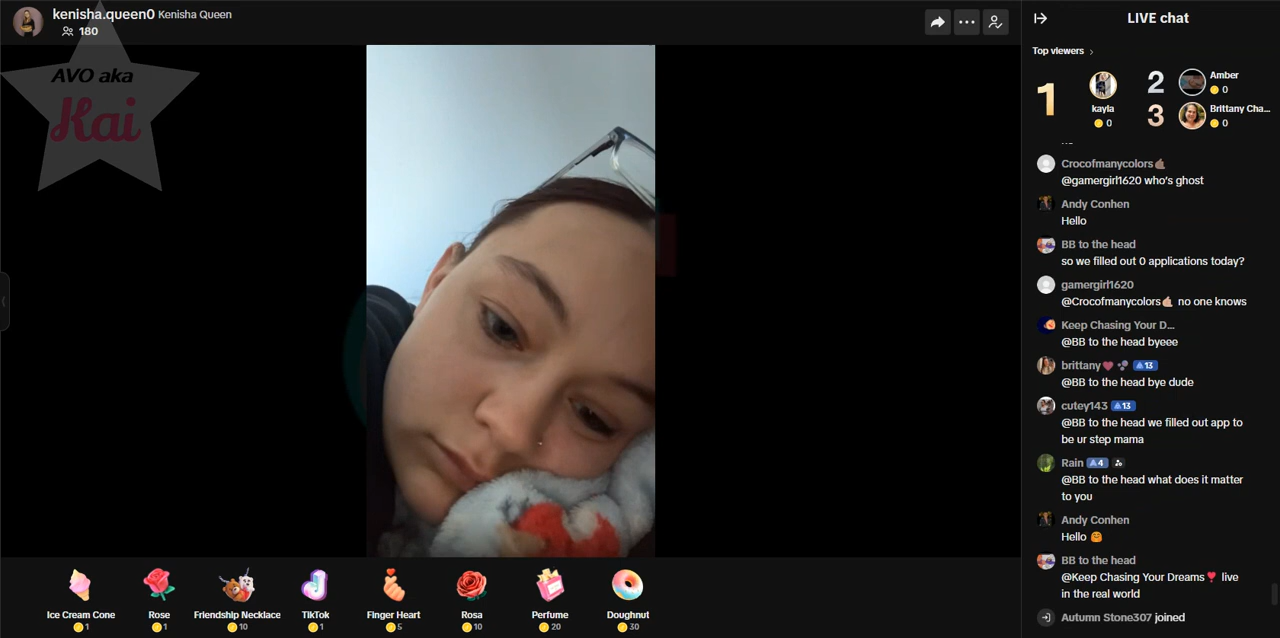 kenisha.queen0 Kenisha Queen
180
AVO aka
Kai
LIVE chat
Top viewers
1
kayla
0
2
Amber
0
3
Brittany Cha...
0
Crocofmanycolors
@gamergirl1620 who's ghost
Andy Conhen
Hello
BB to the head
so we filled out 0 applications today?
gamergirl1620
@Crocofmanycolors no one knows
Keep Chasing Your D...
@BB to the head byeee
brittany 13
@BB to the head bye dude
cutey143 13
@BB to the head we filled out app to
be ur step mama
Rain 4
@BB to the head what does it matter
to you
Andy Conhen
Hello
BB to the head
@Keep Chasing Your Dreams live
in the real world
Autumn Stone307 joined
Ice Cream Cone
1
Rose
1
Friendship Necklace
10
TikTok
1
Finger Heart
5
Rosa
10
Perfume
20
Doughnut
30